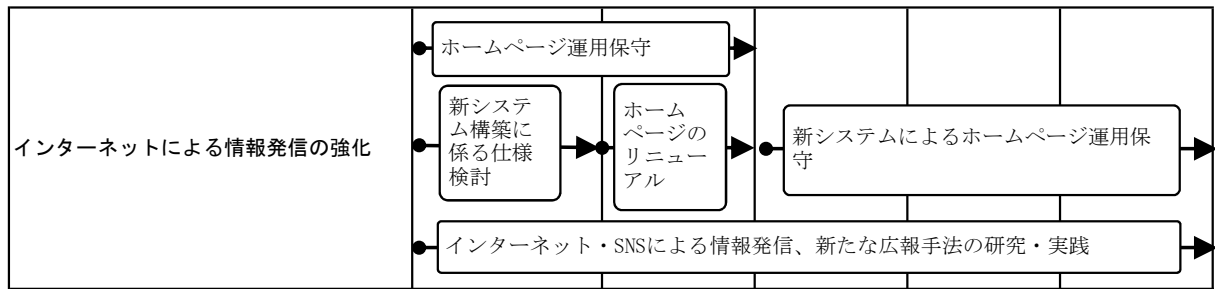 インターネットによる情報発信の強化
ホームページ運用保守
新システ
ム構築に
係る仕様
検討
ホーム
ページの
リニュー
アル
新システムによるホームページ運用保
守
インターネット・SNSによる情報発信、新たな広報手法の研究・実践